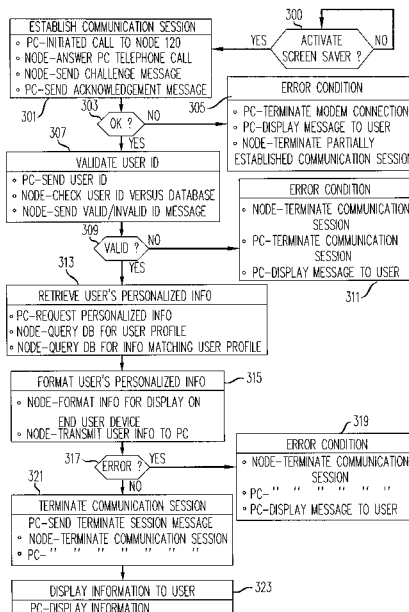 ESTABLISH COMMUNICATION SESSION
◦ PC-INITIATED CALL TO NODE 120
◦ NODE-ANSWER PC TELEPHONE CALL
◦ NODE-SEND CHALLENGE MESSAGE
◦ PC-SEND ACKNOWLEDGEMENT MESSAGE
300
ACTIVATE
SCREEN SAVER ?
YES
NO
301
303
OK ?
NO
YES
305
ERROR CONDITION
◦ PC-TERMINATE MODEM CONNECTION
◦ PC-DISPLAY MESSAGE TO USER
◦ NODE-TERMINATE PARTIALLY
ESTABLISHED COMMUNICATION SESSION
307
VALIDATE USER ID
◦ PC-SEND USER ID
◦ NODE-CHECK USER ID VERSUS DATABASE
◦ NODE-SEND VALID/INVALID ID MESSAGE
309
VALID ?
NO
YES
ERROR CONDITION
◦ NODE-TERMINATE COMMUNICATION
SESSION
◦ PC-TERMINATE COMMUNICATION
SESSION
◦ PC-DISPLAY MESSAGE TO USER
311
313
RETRIEVE USER'S PERSONALIZED INFO
◦ PC-REQUEST PERSONALIZED INFO
◦ NODE-QUERY DB FOR USER PROFILE
◦ NODE-QUERY DB FOR INFO MATCHING USER PROFILE
FORMAT USER'S PERSONALIZED INFO
315
◦ NODE-FORMAT INFO FOR DISPLAY ON
END USER DEVICE
◦ NODE-TRANSMIT USER INFO TO PC
317
ERROR ?
YES
NO
319
ERROR CONDITION
◦ NODE-TERMINATE COMMUNICATION
SESSION
◦ PC- " " " " " "
◦ PC-DISPLAY MESSAGE TO USER
321
TERMINATE COMMUNICATION SESSION
PC-SEND TERMINATE SESSION MESSAGE
◦ NODE-TERMINATE COMMUNICATION SESSION
◦ PC- " " " " " " "
DISPLAY INFORMATION TO USER
323
PC-DISPLAY INFORMATION